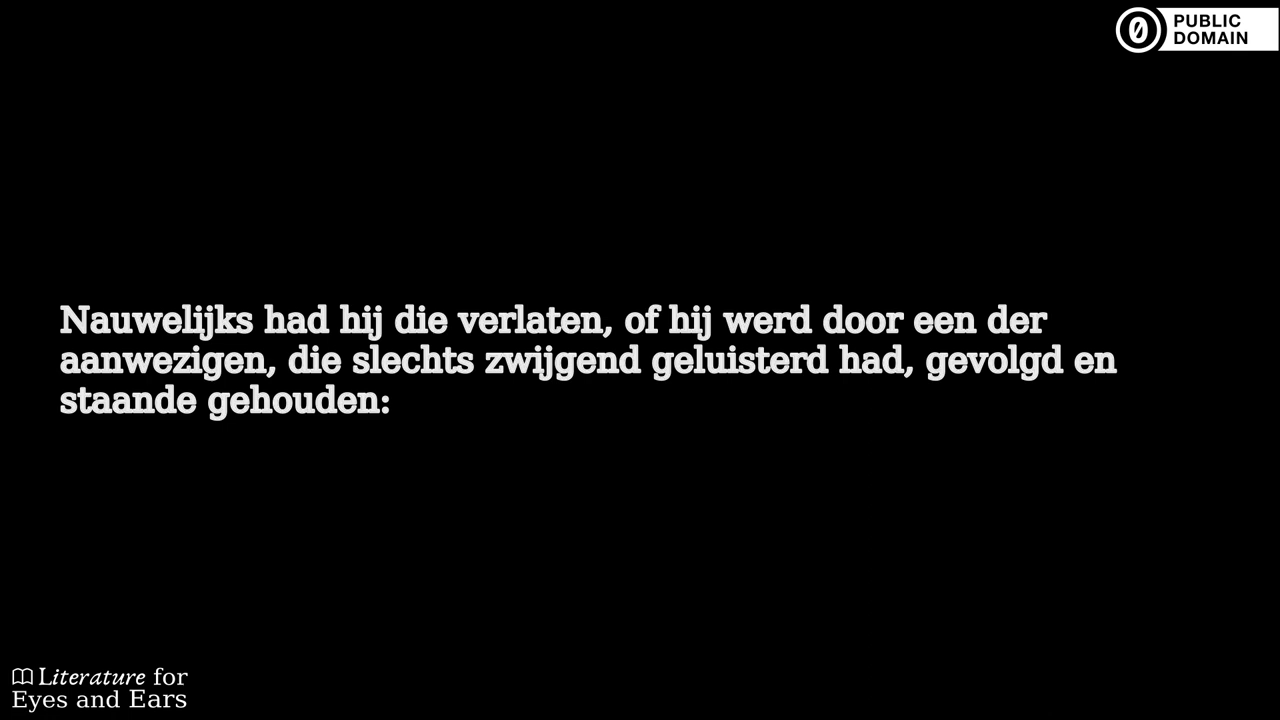 PUBLIC
DOMAIN
Nauwelijks had hij die verlaten, of hij werd door een der
aanwezigen, die slechts zwijgend geluisterd had, gevolgd en
staande gehouden:
Literature for
Eyes and Ears